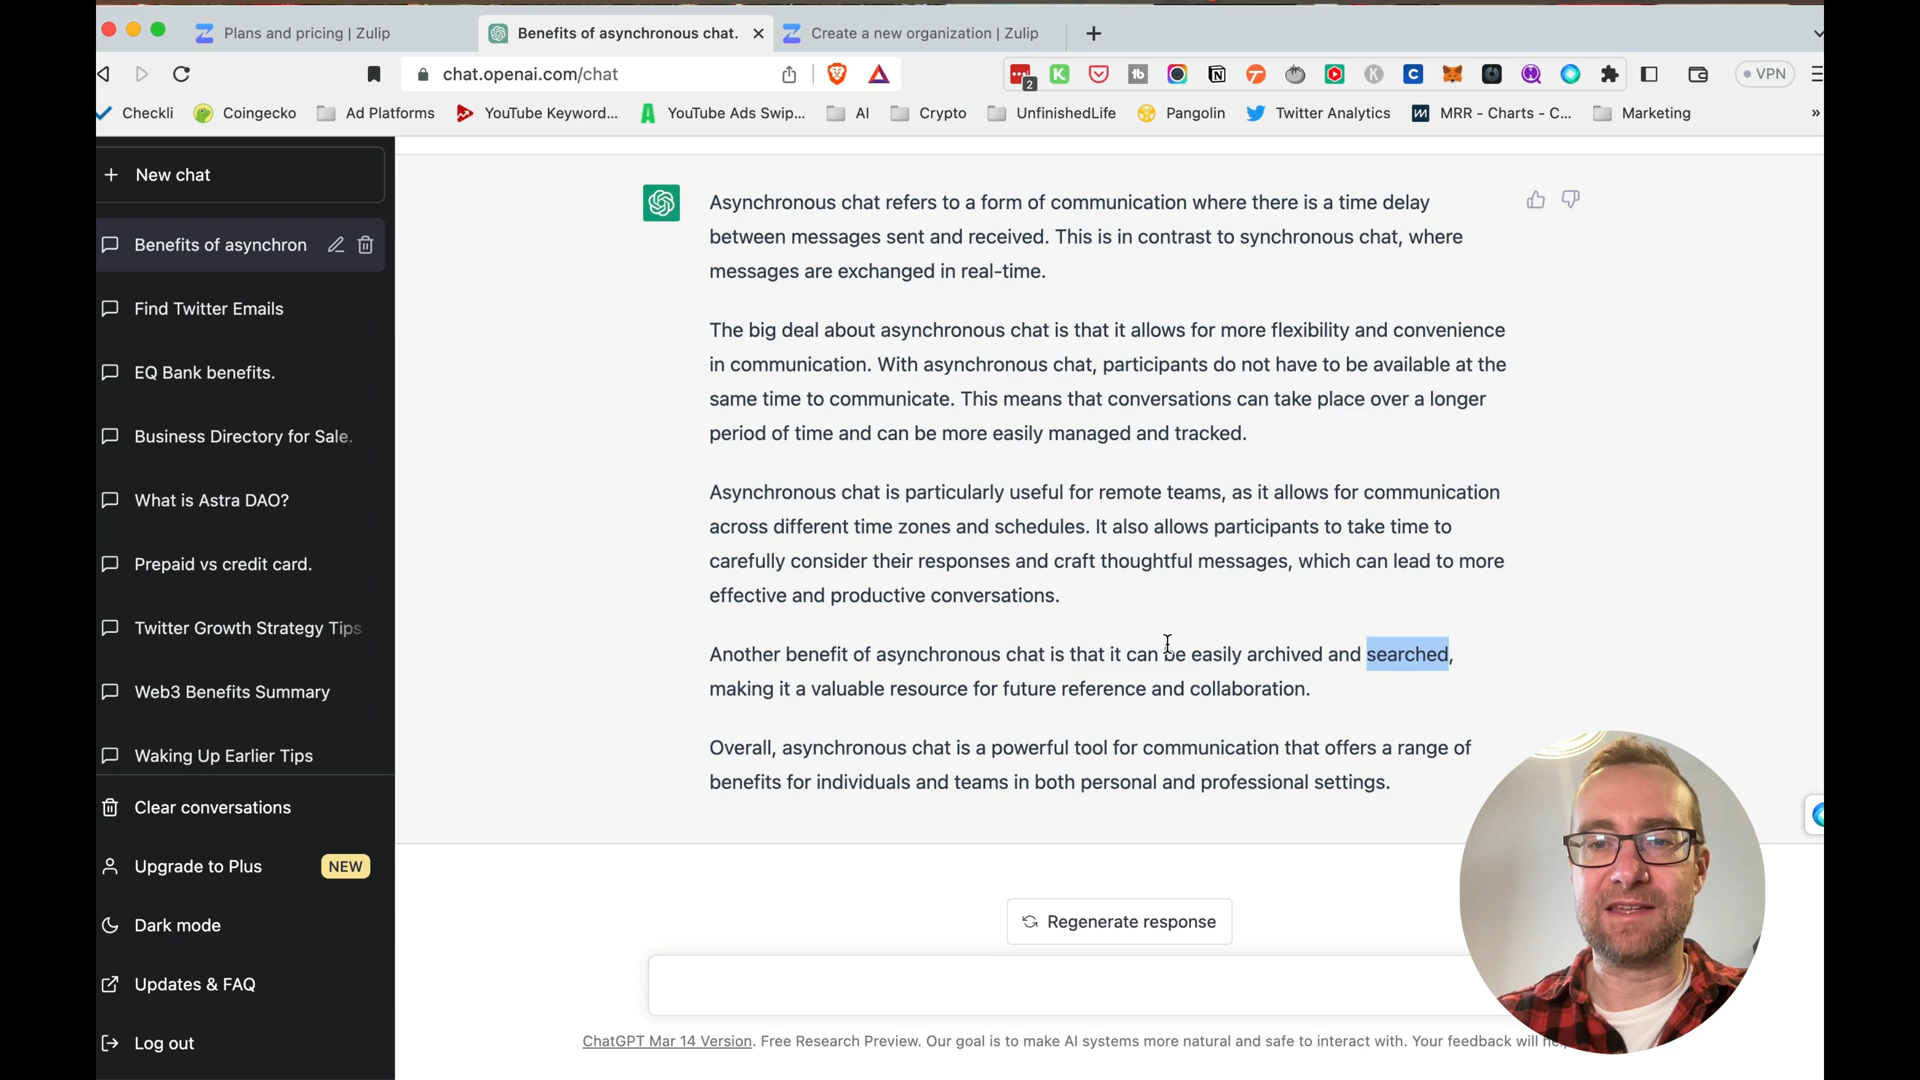 Plans and pricing | Zulip
Benefits of asynchronous chat.
Create a new organization | Zulip
chat.openai.com/chat
2
VPN
Checkli
Coingecko
Ad Platforms
YouTube Keyword...
YouTube Ads Swip...
AI
Crypto
UnfinishedLife
Pangolin
Twitter Analytics
MRR - Charts - C...
Marketing
»
New chat
Benefits of asynchron
Find Twitter Emails
EQ Bank benefits.
Business Directory for Sale.
What is Astra DAO?
Prepaid vs credit card.
Twitter Growth Strategy Tips
Web3 Benefits Summary
Waking Up Earlier Tips
Clear conversations
Upgrade to Plus NEW
Dark mode
Updates & FAQ
Log out
Asynchronous chat refers to a form of communication where there is a time delay
between messages sent and received. This is in contrast to synchronous chat, where
messages are exchanged in real-time.
The big deal about asynchronous chat is that it allows for more flexibility and convenience
in communication. With asynchronous chat, participants do not have to be available at the
same time to communicate. This means that conversations can take place over a longer
period of time and can be more easily managed and tracked.
Asynchronous chat is particularly useful for remote teams, as it allows for communication
across different time zones and schedules. It also allows participants to take time to
carefully consider their responses and craft thoughtful messages, which can lead to more
effective and productive conversations.
Another benefit of asynchronous chat is that it can be easily archived and searched,
making it a valuable resource for future reference and collaboration.
Overall, asynchronous chat is a powerful tool for communication that offers a range of
benefits for individuals and teams in both personal and professional settings.
Regenerate response
ChatGPT Mar 14 Version. Free Research Preview. Our goal is to make AI systems more natural and safe to interact with. Your feedback will